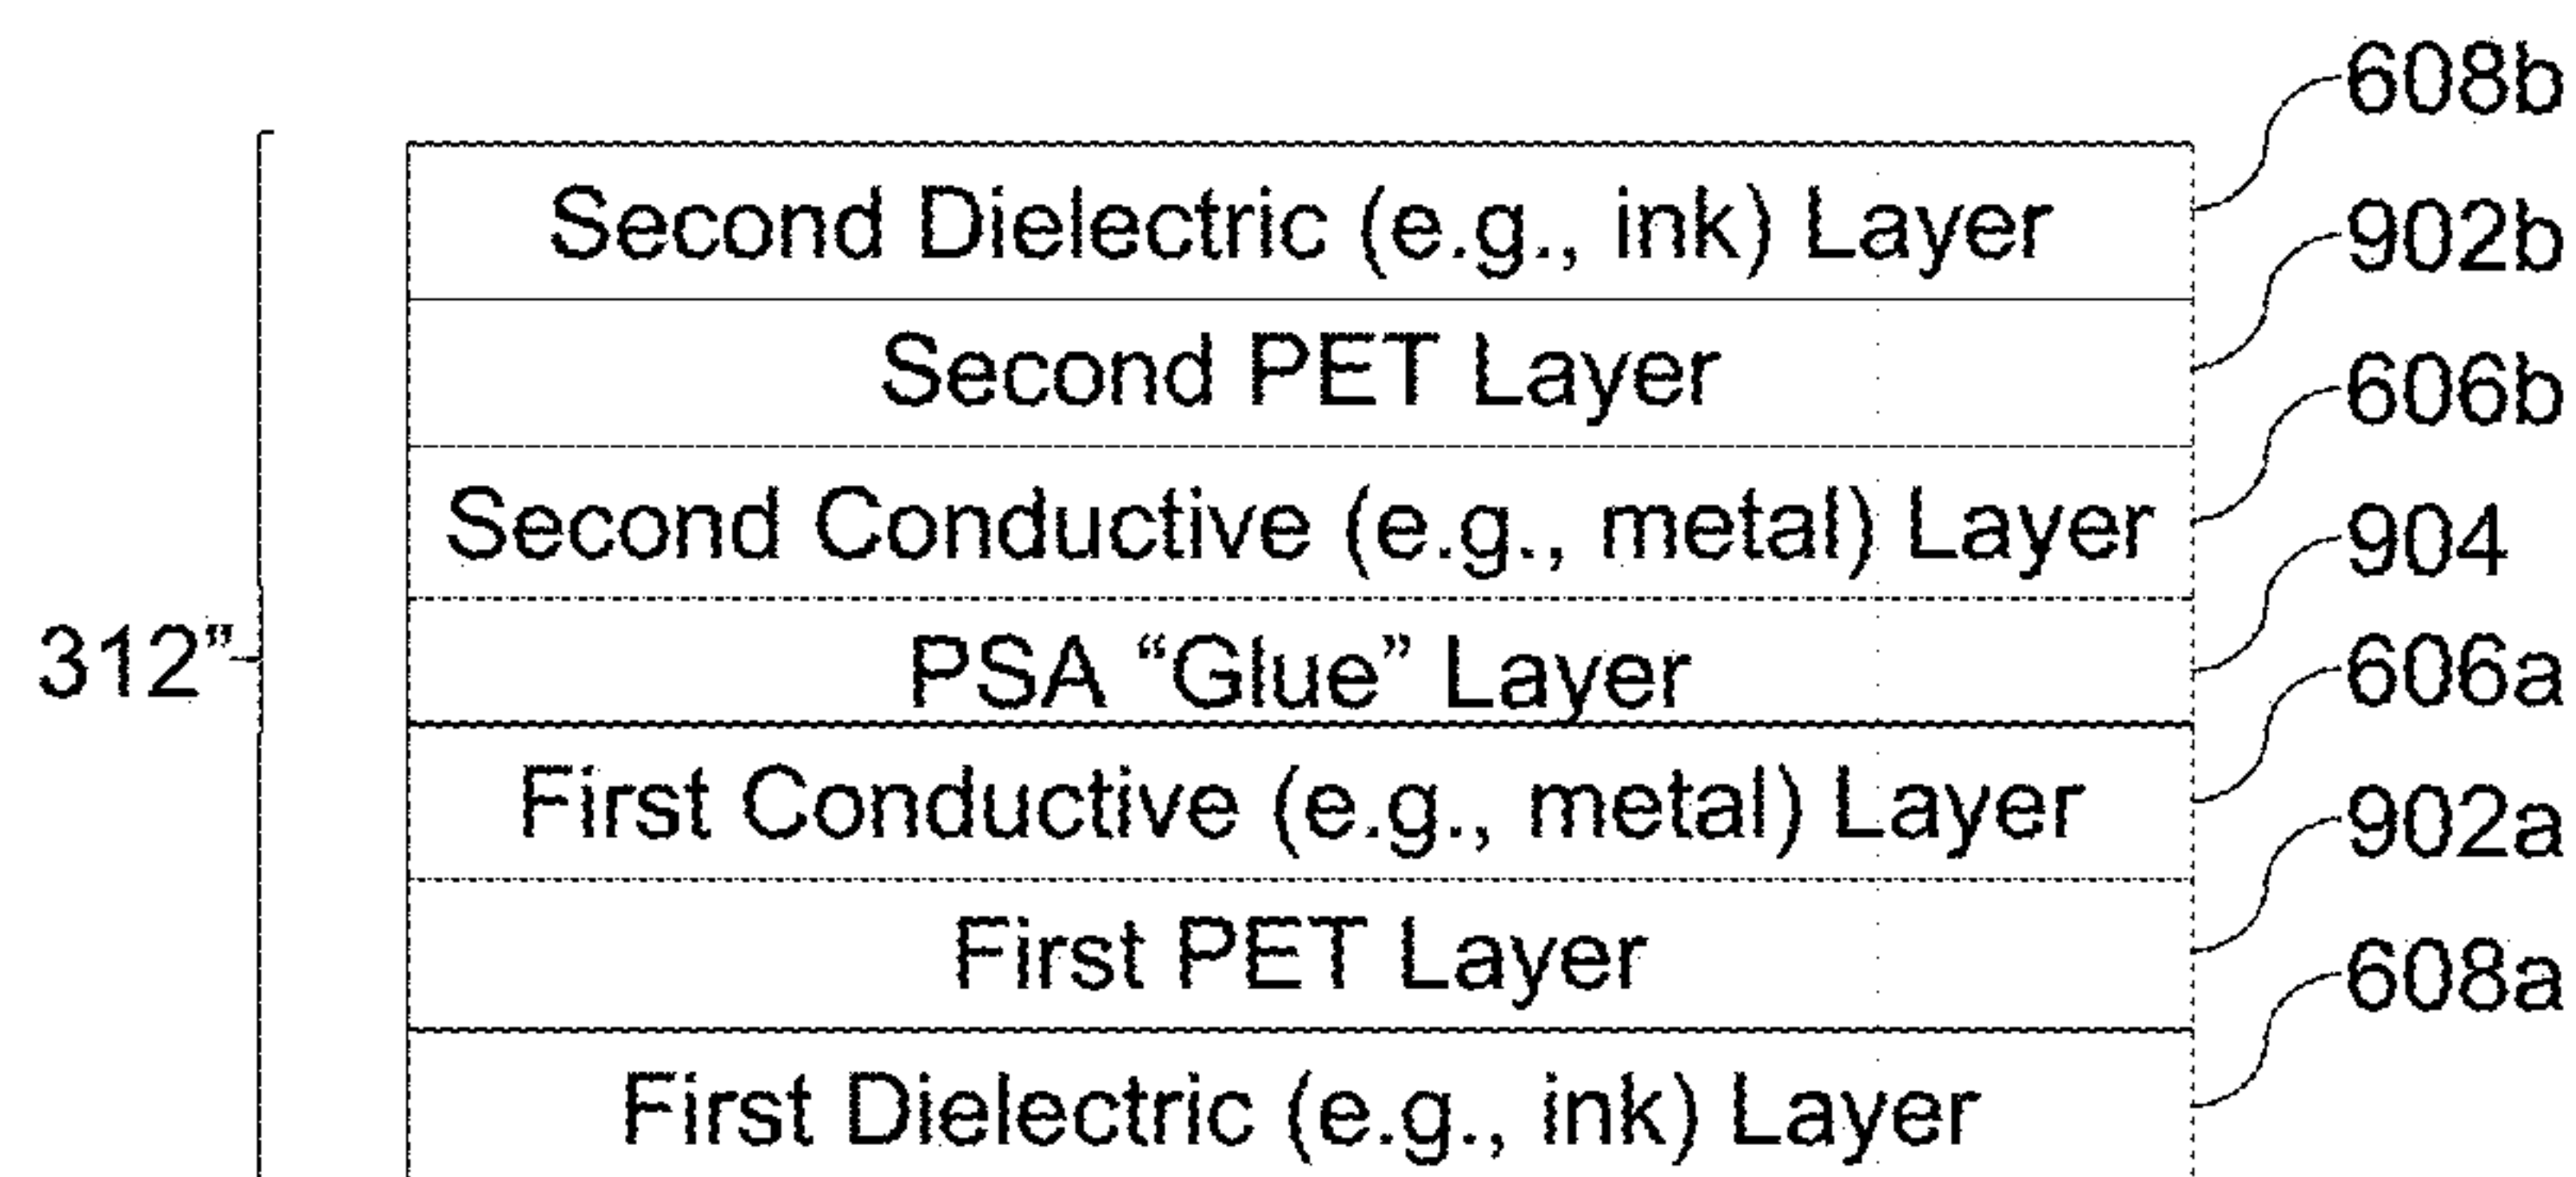 608b
Second Dielectric (e.g., ink) Layer
902b
Second PET Layer
606b
Second Conductive (e.g., metal) Layer
904
312”
PSA “Glue” Layer
606a
First Conductive (e.g., metal) Layer
902a
First PET Layer
608a
First Dielectric (e.g., ink) Layer